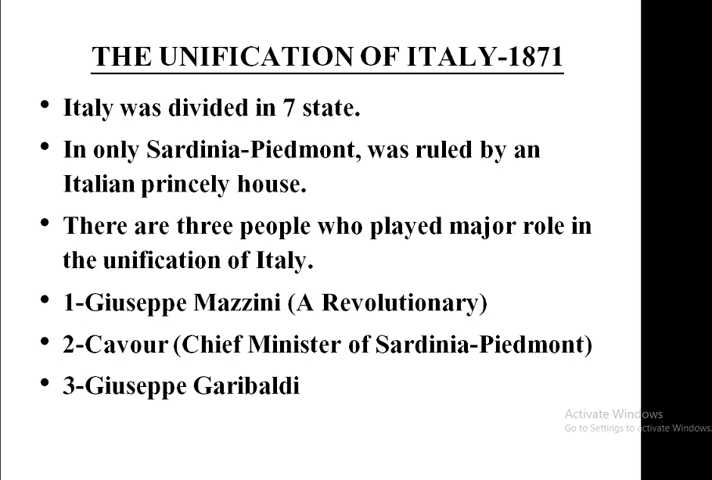 THE UNIFICATION OF ITALY-1871
• Italy was divided in 7 state.
• In only Sardinia-Piedmont, was ruled by an
Italian princely house.
• There are three people who played major role in
the unification of Italy.
• 1-Giuseppe Mazzini (A Revolutionary)
• 2-Cavour (Chief Minister of Sardinia-Piedmont)
• 3-Giuseppe Garibaldi
Activate Windows
Go to Settings to activate Windows.